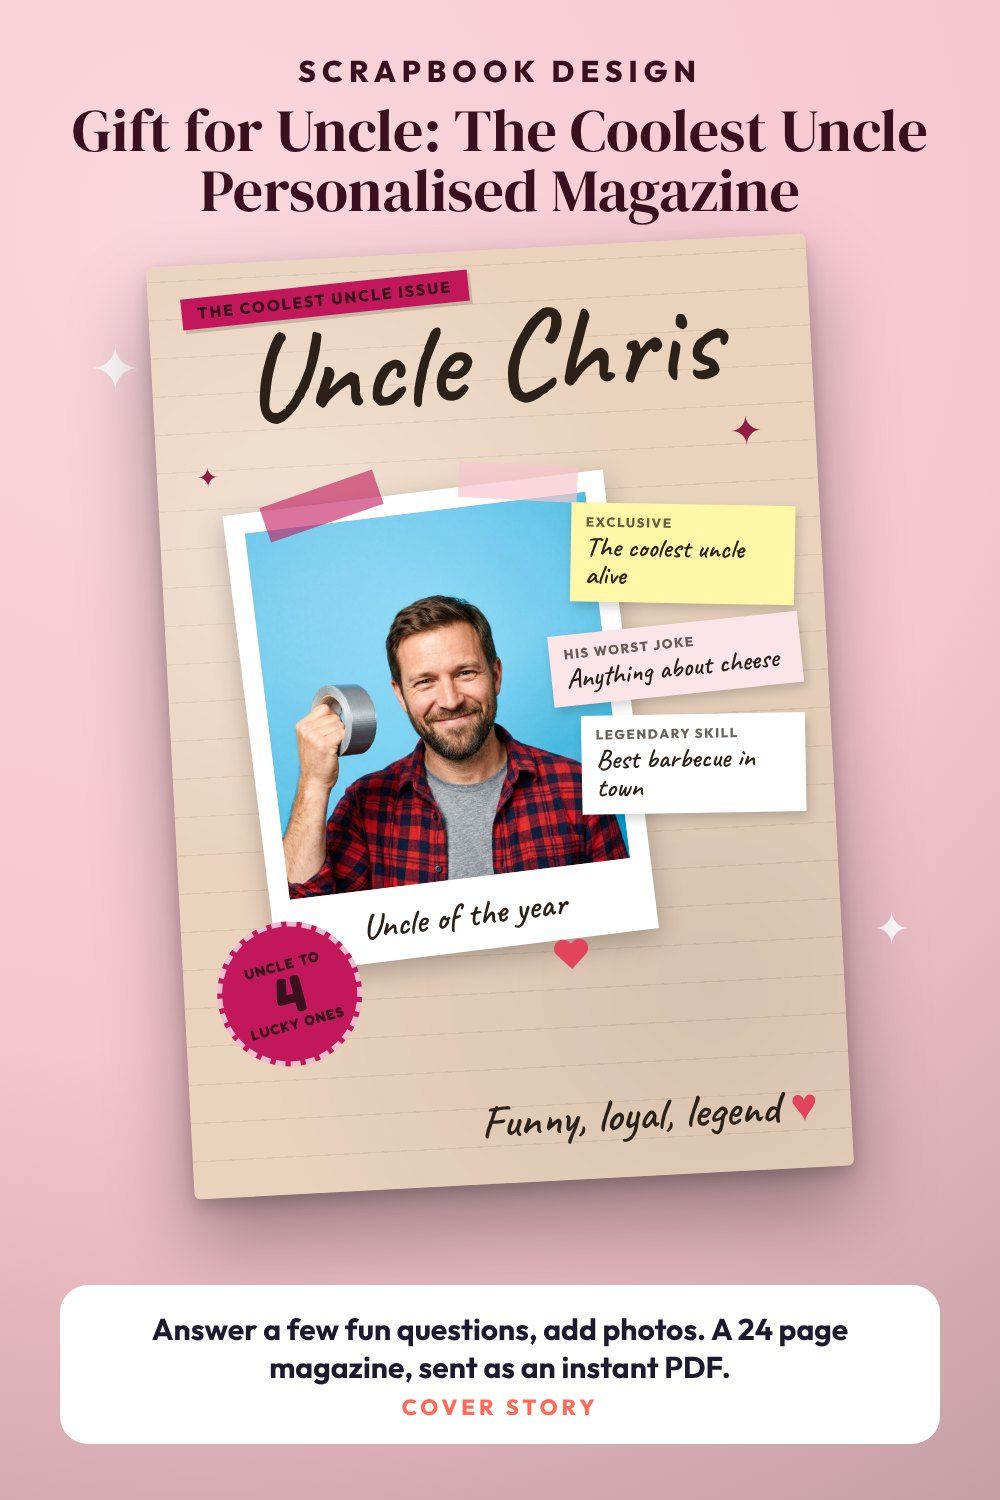 SCRAPBOOK DESIGN
Gift for Uncle: The Coolest Uncle
Personalised Magazine
THE COOLEST UNCLE ISSUE
Uncle Chris
EXCLUSIVE
The coolest uncle
alive
HIS WORST JOKE
Anything about cheese
LEGENDARY SKILL
Best barbecue in
town
Uncle of the year
UNCLE TO
4
LUCKY ONES
Funny, loyal, legend
Answer a few fun questions, add photos. A 24 page
magazine, sent as an instant PDF.
COVER STORY